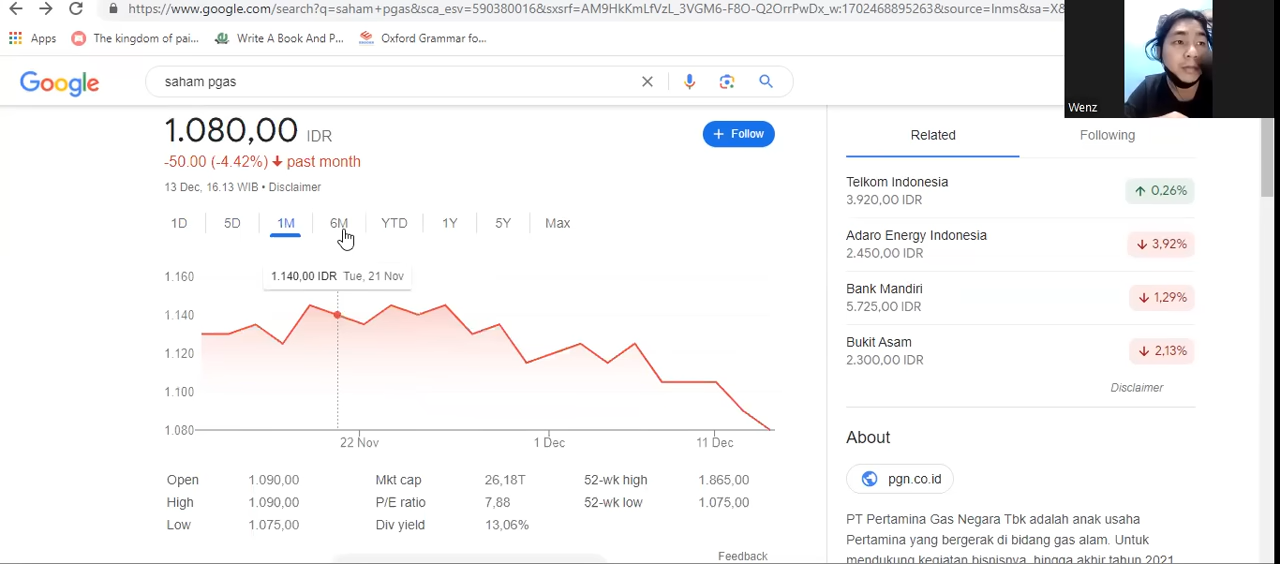 https://www.google.com/search?q=saham+pgas&sca_esv=590380016&sxsrf=AM9HkKmLfVzL_3VGM6-F8O-Q2OrrPwDx_w:1702468895263&source=lnms&sa=X&
Apps
The kingdom of pai...
Write A Book And P...
Oxford Grammar fo...
Google
saham pgas
Wenz
1.080,00 IDR
+ Follow
-50.00 (-4.42%) ↓ past month
13 Dec, 16.13 WIB • Disclaimer
1D 5D 1M 6M YTD 1Y 5Y Max
1.140,00 IDR Tue, 21 Nov
1.160
1.140
1.120
1.100
1.080
22 Nov 1 Dec 11 Dec
Open 1.090,00 Mkt cap 26,18T 52-wk high 1.865,00
High 1.090,00 P/E ratio 7,88 52-wk low 1.075,00
Low 1.075,00 Div yield 13,06%
Feedback
Related Following
Telkom Indonesia
3.920,00 IDR
↑ 0.26%
Adaro Energy Indonesia
2.450,00 IDR
↓ 3,92%
Bank Mandiri
5.725,00 IDR
↓ 1,29%
Bukit Asam
2.300,00 IDR
↓ 2,13%
Disclaimer
About
pgn.co.id
PT Pertamina Gas Negara Tbk adalah anak usaha
Pertamina yang bergerak di bidang gas alam. Untuk
mendukung kegiatan bisnisnya, hingga akhir tahun 2021